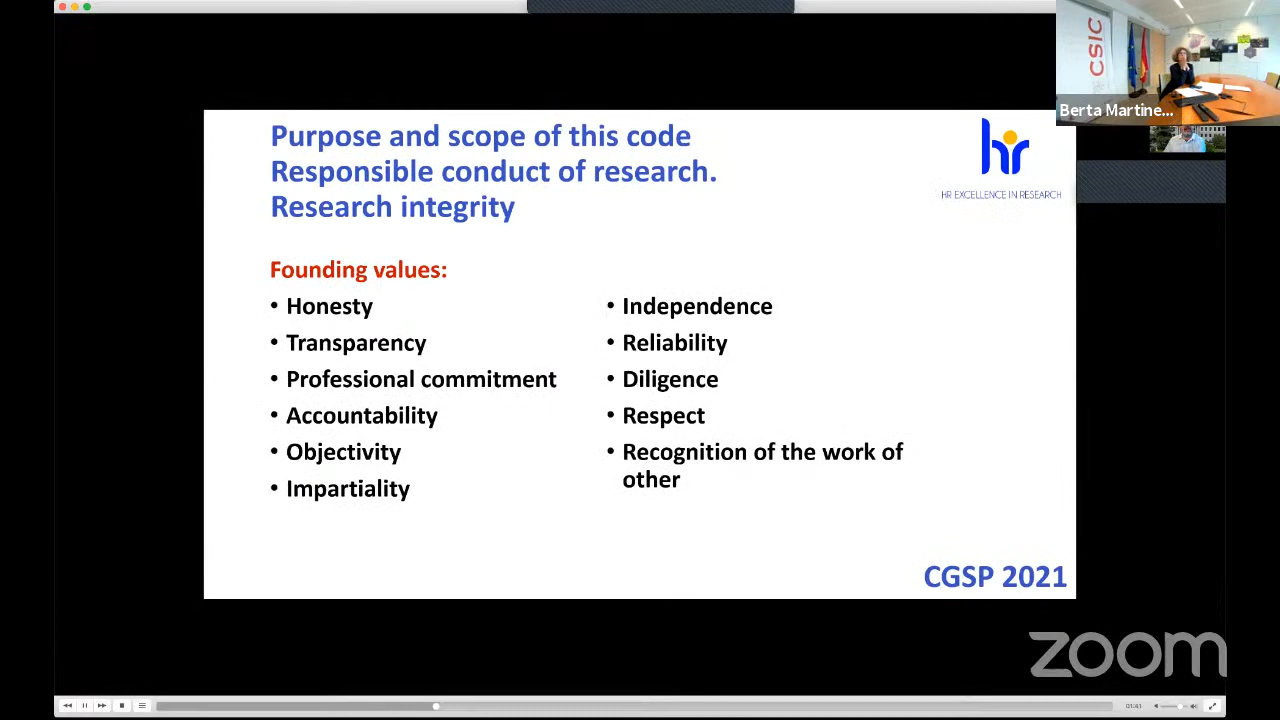 CSIC
Berta Martine...
Purpose and scope of this code
Responsible conduct of research.
Research integrity
hr
HR EXCELLENCE IN RESEARCH
Founding values:
• Honesty
• Transparency
• Professional commitment
• Accountability
• Objectivity
• Impartiality
• Independence
• Reliability
• Diligence
• Respect
• Recognition of the work of
other
CGSP 2021
zoom
01:43